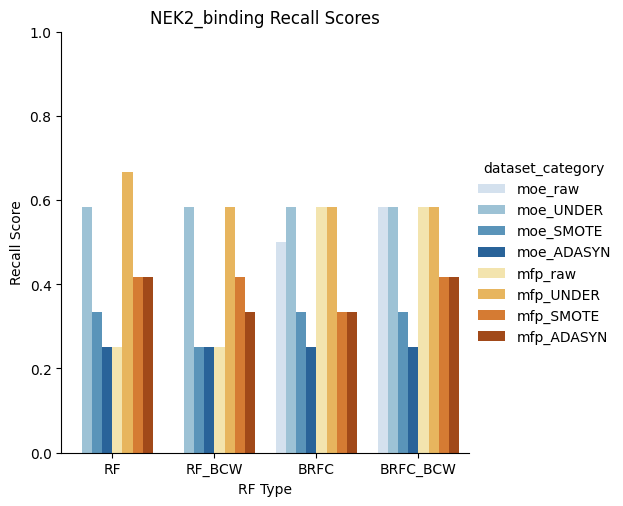 NEK2_binding Recall Scores
1.0
0.8
0.6
0.4
0.2
0.0
Recall Score
RF
RF_BCW
BRFC
BRFC_BCW
RF Type
dataset_category
moe_raw
moe_UNDER
moe_SMOTE
moe_ADASYN
mfp_raw
mfp_UNDER
mfp_SMOTE
mfp_ADASYN